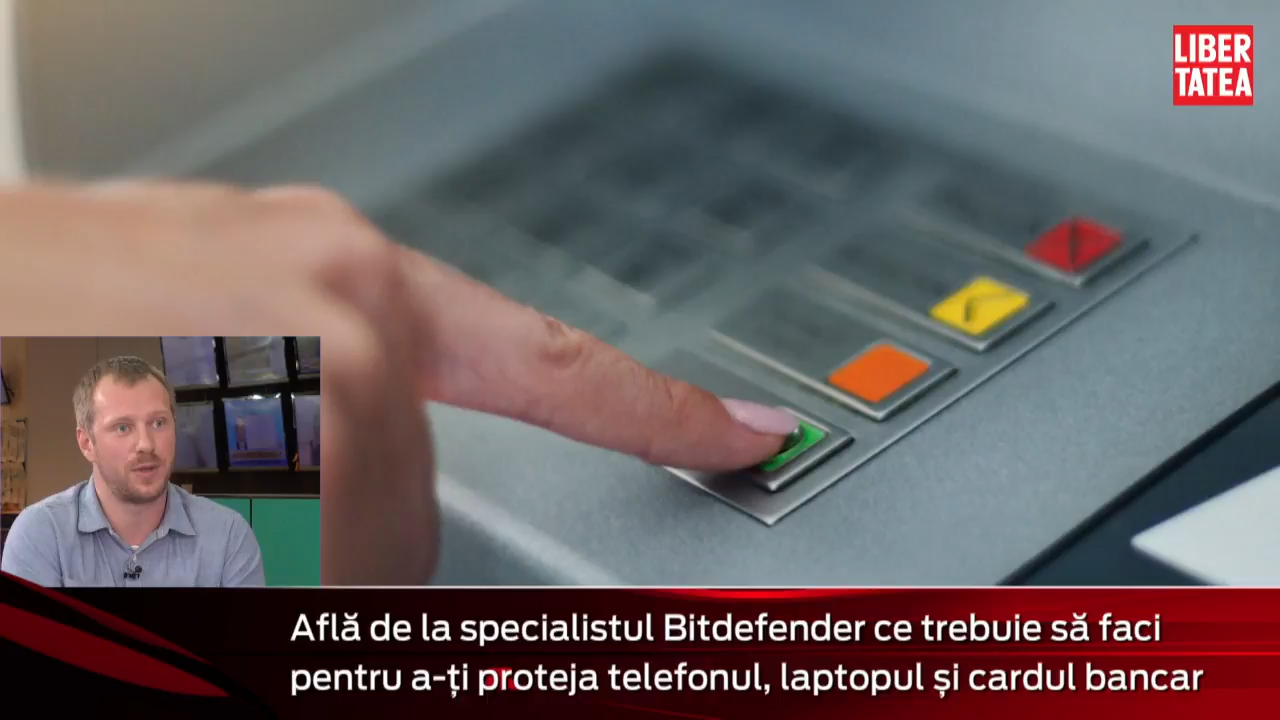 LIBER
TATEA
Află de la specialistul Bitdefender ce trebuie să faci
pentru a-ți proteja telefonul, laptopul și cardul bancar